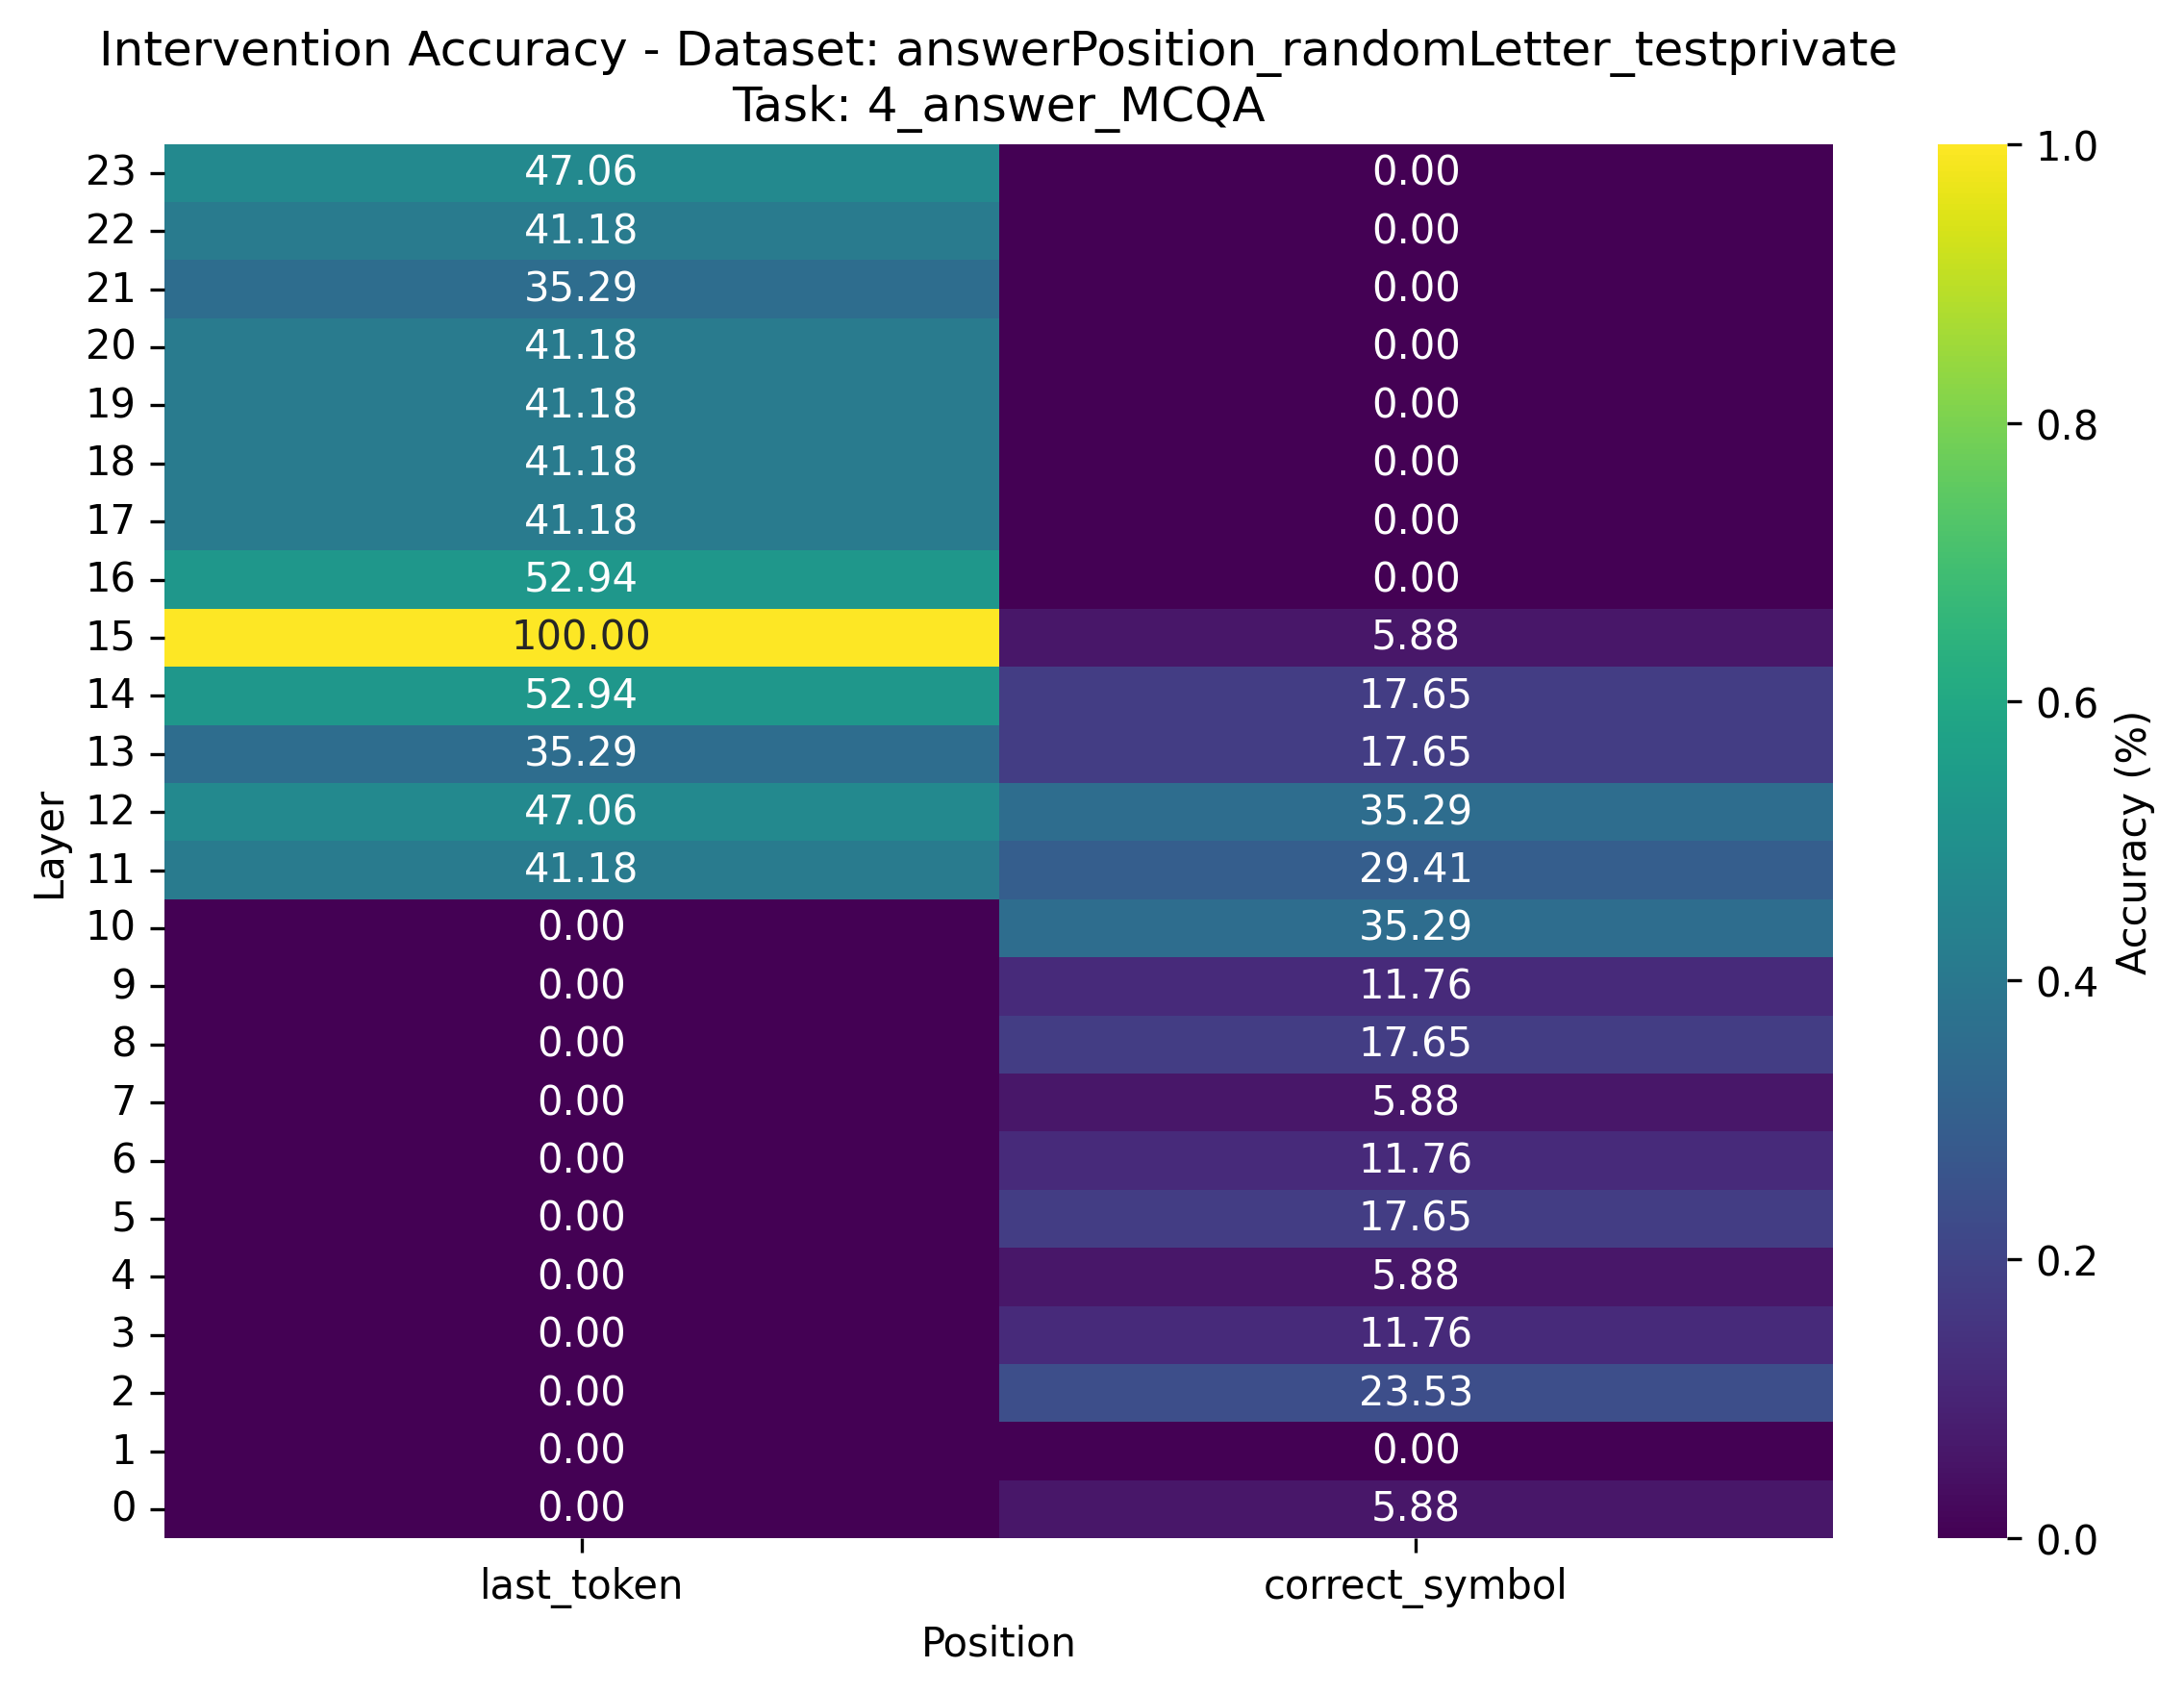 Intervention Accuracy - Dataset: answerPosition_randomLetter_testprivate
Task: 4_answer_MCQA
23 47.06 0.00 1.0
22 41.18 0.00
21 35.29 0.00
20 41.18 0.00
19 41.18 0.00 0.8
18 41.18 0.00
17 41.18 0.00
16 52.94 0.00
15 100.00 5.88
14 52.94 17.65 0.6
13 35.29 17.65
12 47.06 35.29
11 41.18 29.41
10 0.00 35.29
9 0.00 11.76 0.4
8 0.00 17.65
7 0.00 5.88
6 0.00 11.76
5 0.00 17.65
4 0.00 5.88 0.2
3 0.00 11.76
2 0.00 23.53
1 0.00 0.00
0 0.00 5.88 0.0
Layer
Accuracy (%)
last_token correct_symbol
Position